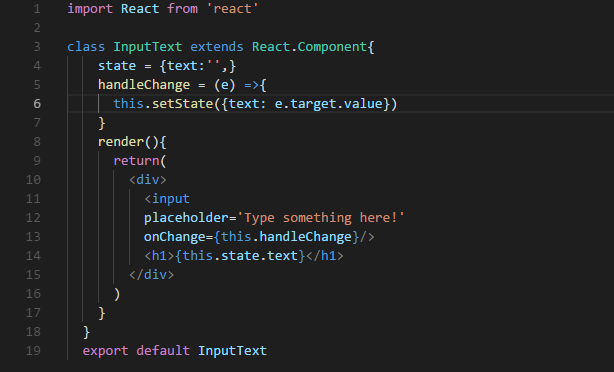 1 import React from 'react'
2
3 class InputText extends React.Component{
4 state = {text:'',}
5 handleChange = (e) =>{
6 this.setState({text: e.target.value})
7 }
8 render(){
9 return(
10 <div>
11 <input
12 placeholder='Type something here!'
13 onChange={this.handleChange}/>
14 <h1>{this.state.text}</h1>
15 </div>
16 )
17 }
18 }
19 export default InputText